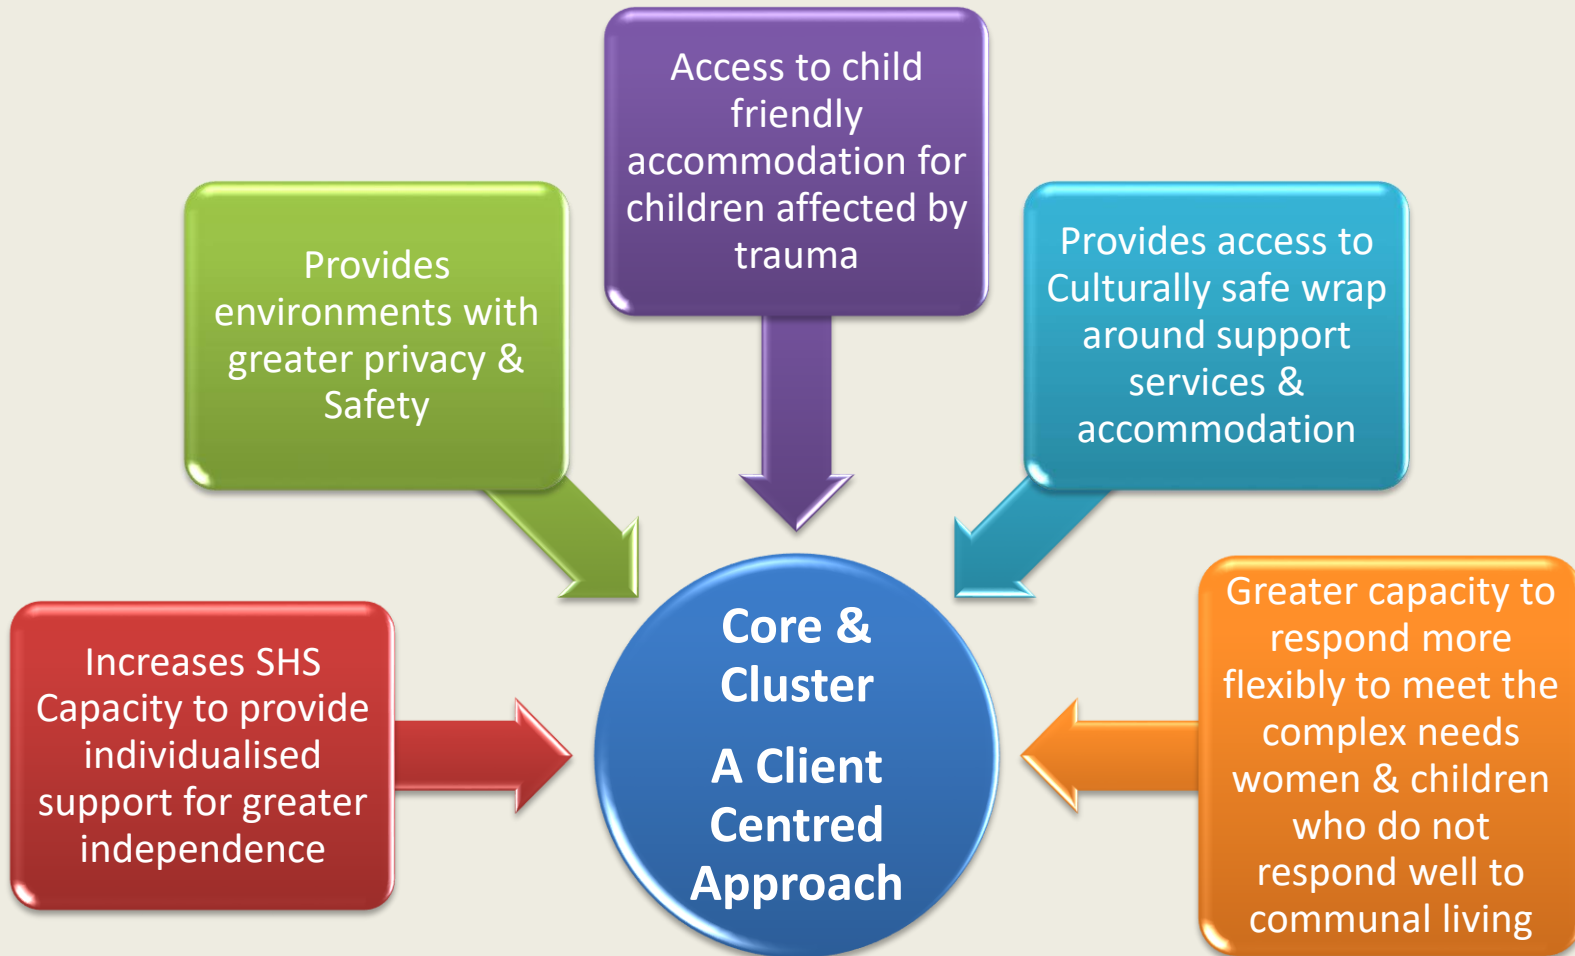 Access to child
friendly
accommodation for
children affected by
trauma
Provides
environments with
greater privacy &
Safety
Provides access to
Culturally safe wrap
around support
services &
accommodation
Increases SHS
Capacity to provide
individualised
support for greater
independence
Core &
Cluster
A Client
Centred
Approach
Greater capacity to
respond more
flexibly to meet the
complex needs
women & children
who do not
respond well to
communal living